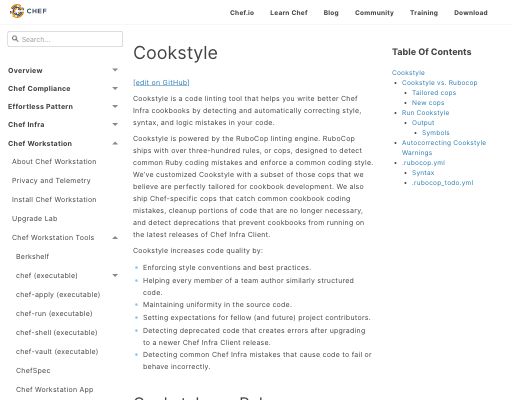 CHEF
Chef.io
Learn Chef
Blog
Community
Training
Download
Search...
Overview
Chef Compliance
Effortless Pattern
Chef Infra
Chef Workstation
About Chef Workstation
Privacy and Telemetry
Install Chef Workstation
Upgrade Lab
Chef Workstation Tools
Berkshelf
chef (executable)
chef-apply (executable)
chef-run (executable)
chef-shell (executable)
chef-vault (executable)
ChefSpec
Chef Workstation App
Cookstyle
[edit on GitHub]
Cookstyle is a code linting tool that helps you write better Chef
Infra cookbooks by detecting and automatically correcting style,
syntax, and logic mistakes in your code.
Cookstyle is powered by the RuboCop linting engine. RuboCop
ships with over three-hundred rules, or cops, designed to detect
common Ruby coding mistakes and enforce a common coding style.
We've customized Cookstyle with a subset of those cops that we
believe are perfectly tailored for cookbook development. We also
ship Chef-specific cops that catch common cookbook coding
mistakes, cleanup portions of code that are no longer necessary,
and detect deprecations that prevent cookbooks from running on
the latest releases of Chef Infra Client.
Cookstyle increases code quality by:
Enforcing style conventions and best practices.
Helping every member of a team author similarly structured
code.
Maintaining uniformity in the source code.
Setting expectations for fellow (and future) project contributors.
Detecting deprecated code that creates errors after upgrading
to a newer Chef Infra Client release.
Detecting common Chef Infra mistakes that cause code to fail or
behave incorrectly.
Table Of Contents
Cookstyle
Cookstyle vs. Rubocop
Tailored cops
New cops
Run Cookstyle
Output
Symbols
Autocorrecting Cookstyle
Warnings
.rubocop.yml
Syntax
.rubocop_todo.yml